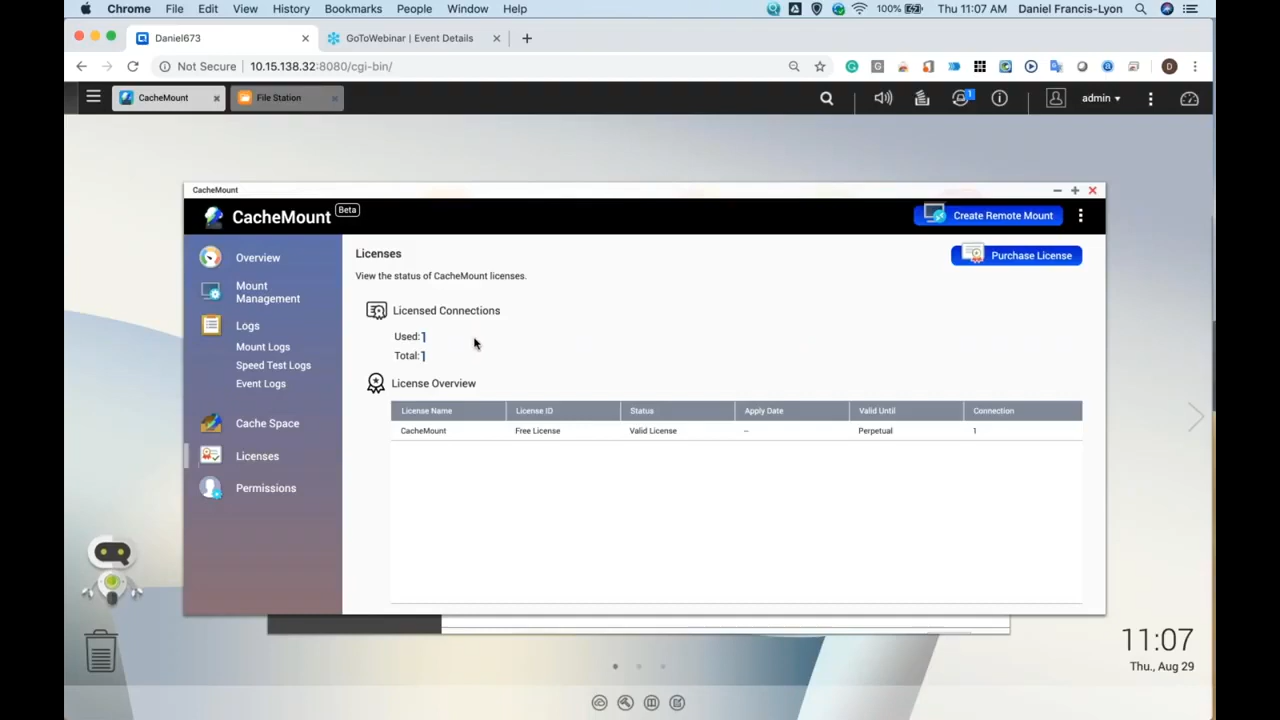 Chrome File Edit View History Bookmarks People Window Help 100% Thu 11:07 AM Daniel Francis-Lyon
Daniel673 GoToWebinar | Event Details
Not Secure 10.15.138.32:8080/cgi-bin/ D
CacheMount File Station 1 admin
CacheMount
CacheMount Beta Create Remote Mount
Overview
Mount
Management
Logs
Mount Logs
Speed Test Logs
Event Logs
Cache Space
Licenses
Permissions
Licenses Purchase License
View the status of CacheMount licenses.
Licensed Connections
Used: 1
Total: 1
License Overview
License Name License ID Status Apply Date Valid Until Connection
CacheMount Free License Valid License -- Perpetual 1
11:07
Thu., Aug 29